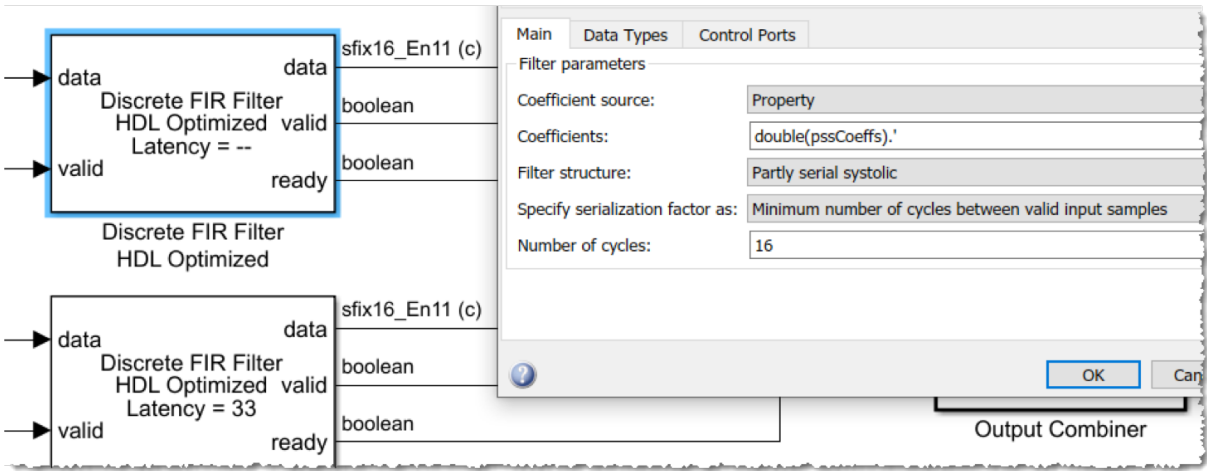 data
data
Discrete FIR Filter
HDL Optimized
valid
Latency = --
valid
ready
sfix16_En11 (c)
boolean
boolean
Discrete FIR Filter
HDL Optimized
data
data
Discrete FIR Filter
HDL Optimized
valid
Latency = 33
valid
ready
sfix16_En11 (c)
boolean
boolean
Main
Data Types
Control Ports
Filter parameters
Coefficient source:
Property
Coefficients:
double(pssCoeffs).'
Filter structure:
Partly serial systolic
Specify serialization factor as:
Minimum number of cycles between valid input samples
Number of cycles:
16
?
OK
Can
Output Combiner